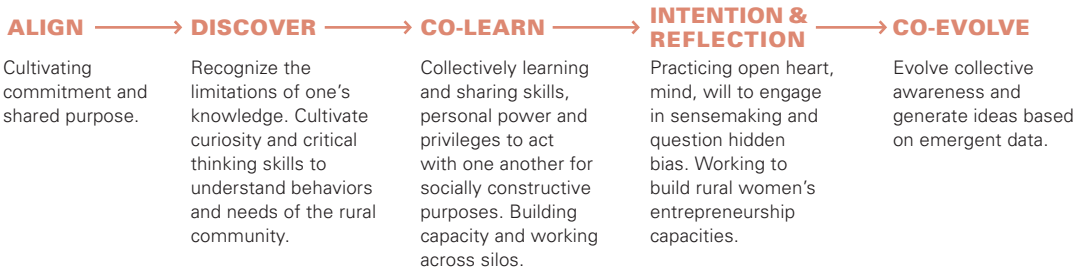 ALIGN
Cultivating
commitment and
shared purpose.
DISCOVER
Recognize the
limitations of one's
knowledge. Cultivate
curiosity and critical
thinking skills to
understand behaviors
and needs of the rural
community.
CO-LEARN
Collectively learning
and sharing skills,
personal power and
privileges to act
with one another for
socially constructive
purposes. Building
capacity and working
across silos.
INTENTION &
REFLECTION
Practicing open heart,
mind, will to engage
in sensemaking and
question hidden
bias. Working to
build rural women's
entrepreneurship
capacities.
CO-EVOLVE
Evolve collective
awareness and
generate ideas based
on emergent data.